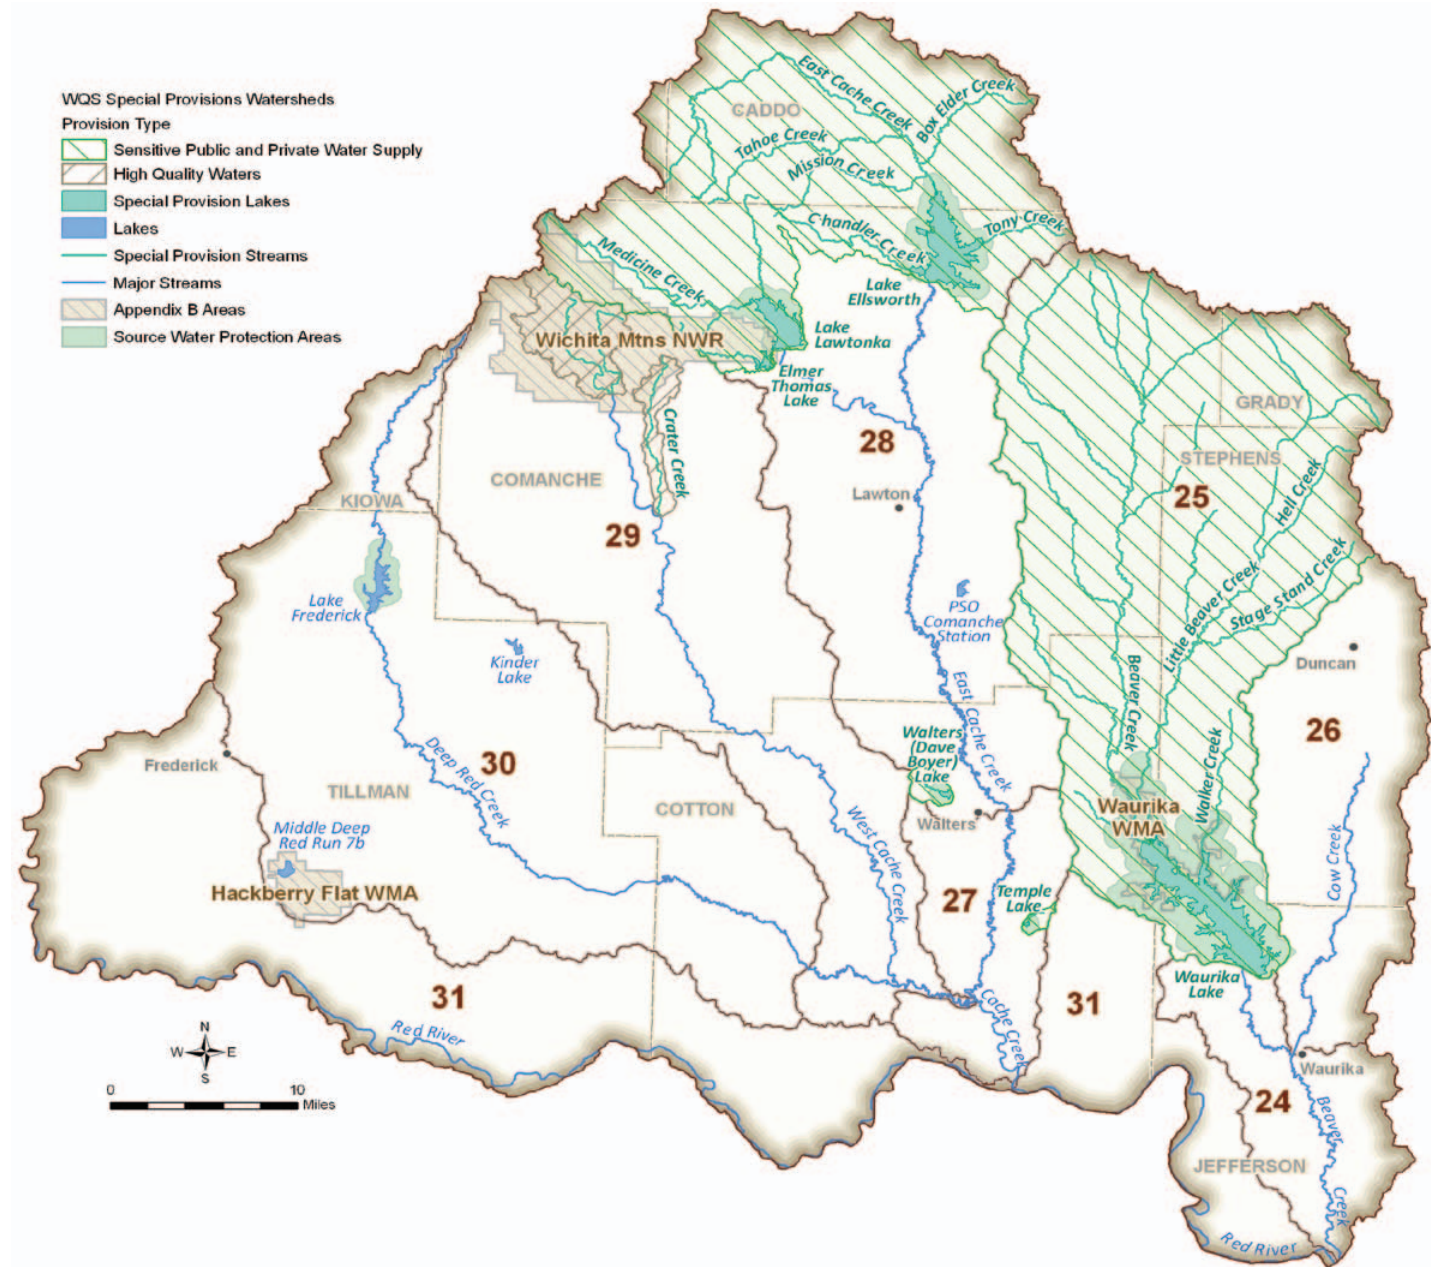 WQS Special Provisions Watersheds
Provision Type
Sensitive Public and Private Water Supply
High Quality Waters
Special Provision Lakes
Lakes
Special Provision Streams
Major Streams
Appendix B Areas
Source Water Protection Areas
CADDO
East Cache Creek
Box Elder Creek
Tahoe Creek
Mission Creek
Chandler Creek
Tony Creek
Medicine Creek
Lake
Ellsworth
Wichita Mtns NWR
Lake
Lawtonka
Elmer
Thomas
Lake
Crater Creek
GRADY
28
STEPHENS
25
Hell Creek
COMANCHE
KIOWA
Lawton
29
Lake
Frederick
Kinder
Lake
PSO
Comanche
Station
Little Beaver Creek
Stage Stand Creek
Duncan
Beaver Creek
East Cache Creek
26
Walters
(Dave
Boyer)
Lake
Walker Creek
Frederick
TILLMAN
30
Deep Red Creek
COTTON
West Cache Creek
Walters
Waurika
WMA
Cow Creek
Middle Deep
Red Run 7b
Hackberry Flat WMA
27
Temple
Lake
Waurika
Lake
31
31
Red River
Cache Creek
N
W
E
S
0
10
Miles
Waurika
24
Beaver
Creek
JEFFERSON
Red River